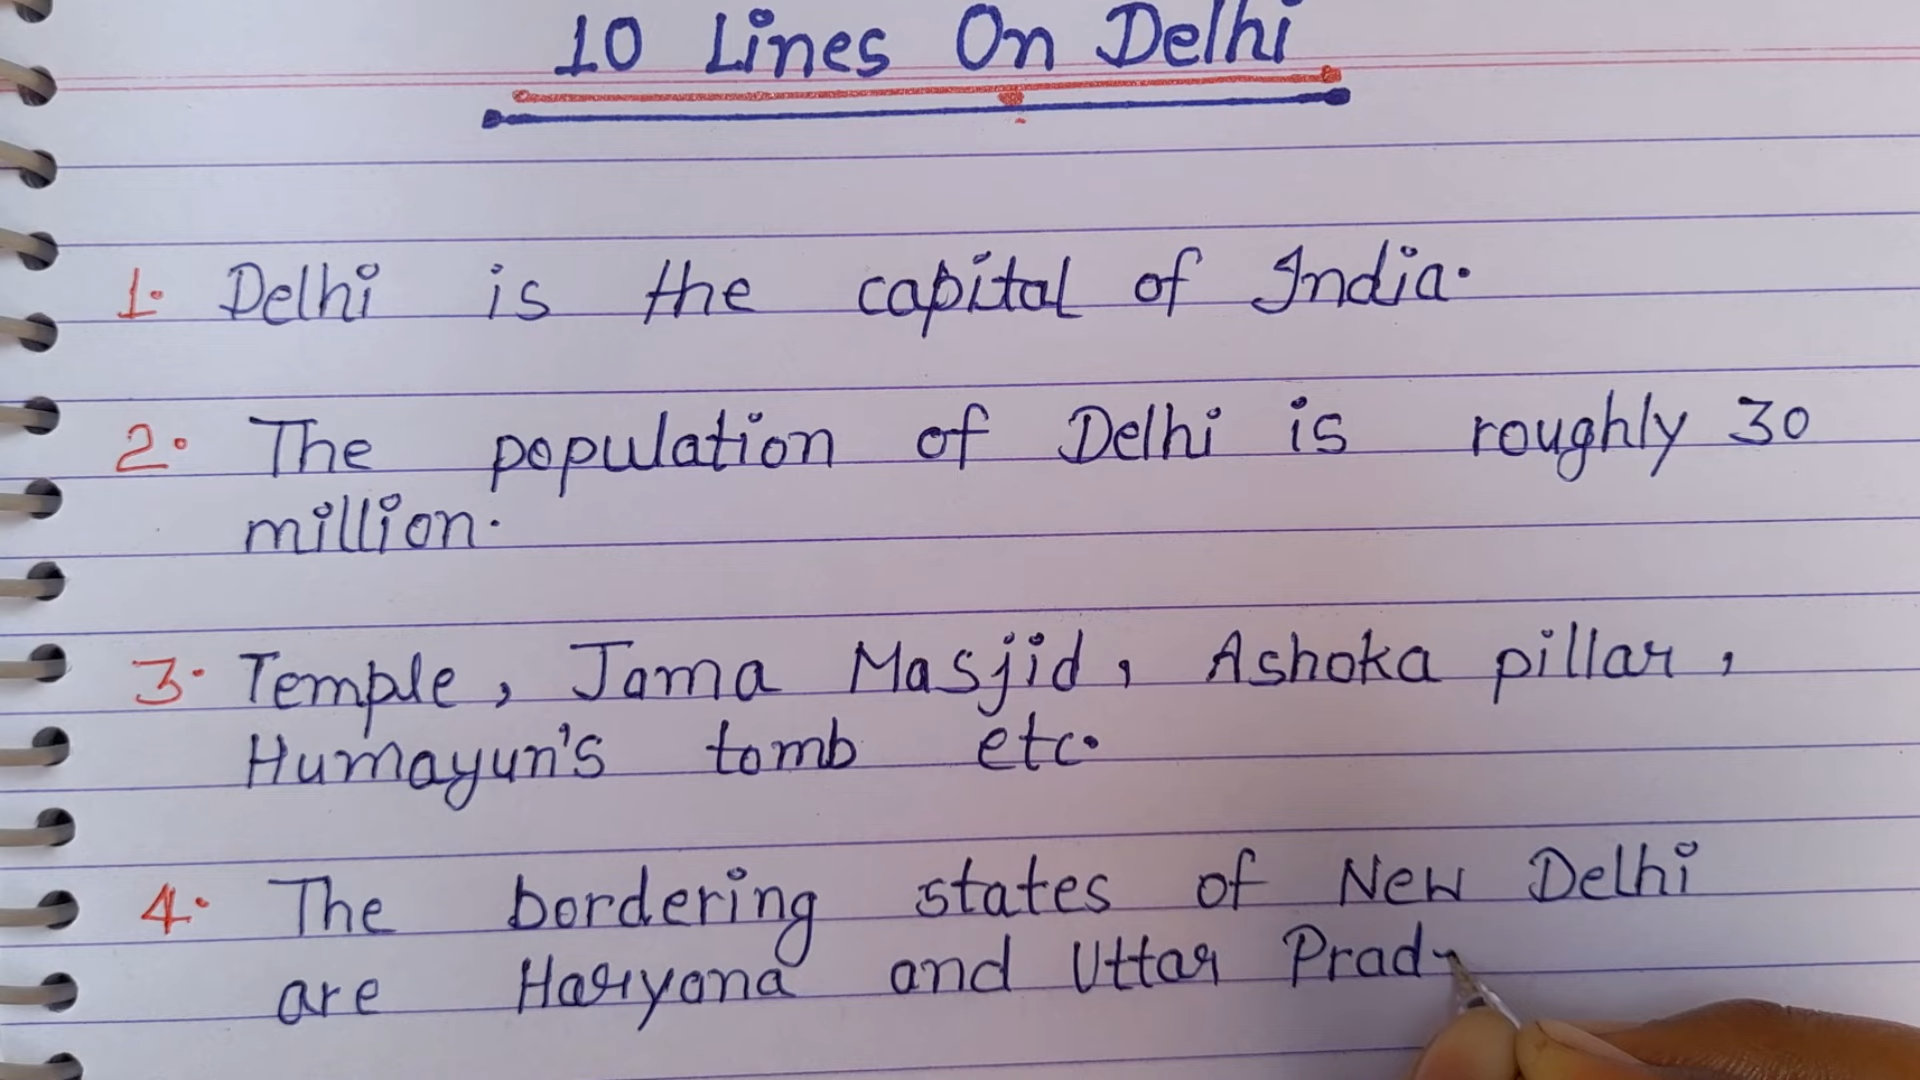 10 Lines On Delhi
1. Delhi is the capital of India.
2. The population of Delhi is roughly 30
million.
3. Temple, Jama Masjid, Ashoka pillar,
Humayun's tomb etc.
4. The bordering states of New Delhi
are Haryana and Uttar Prad